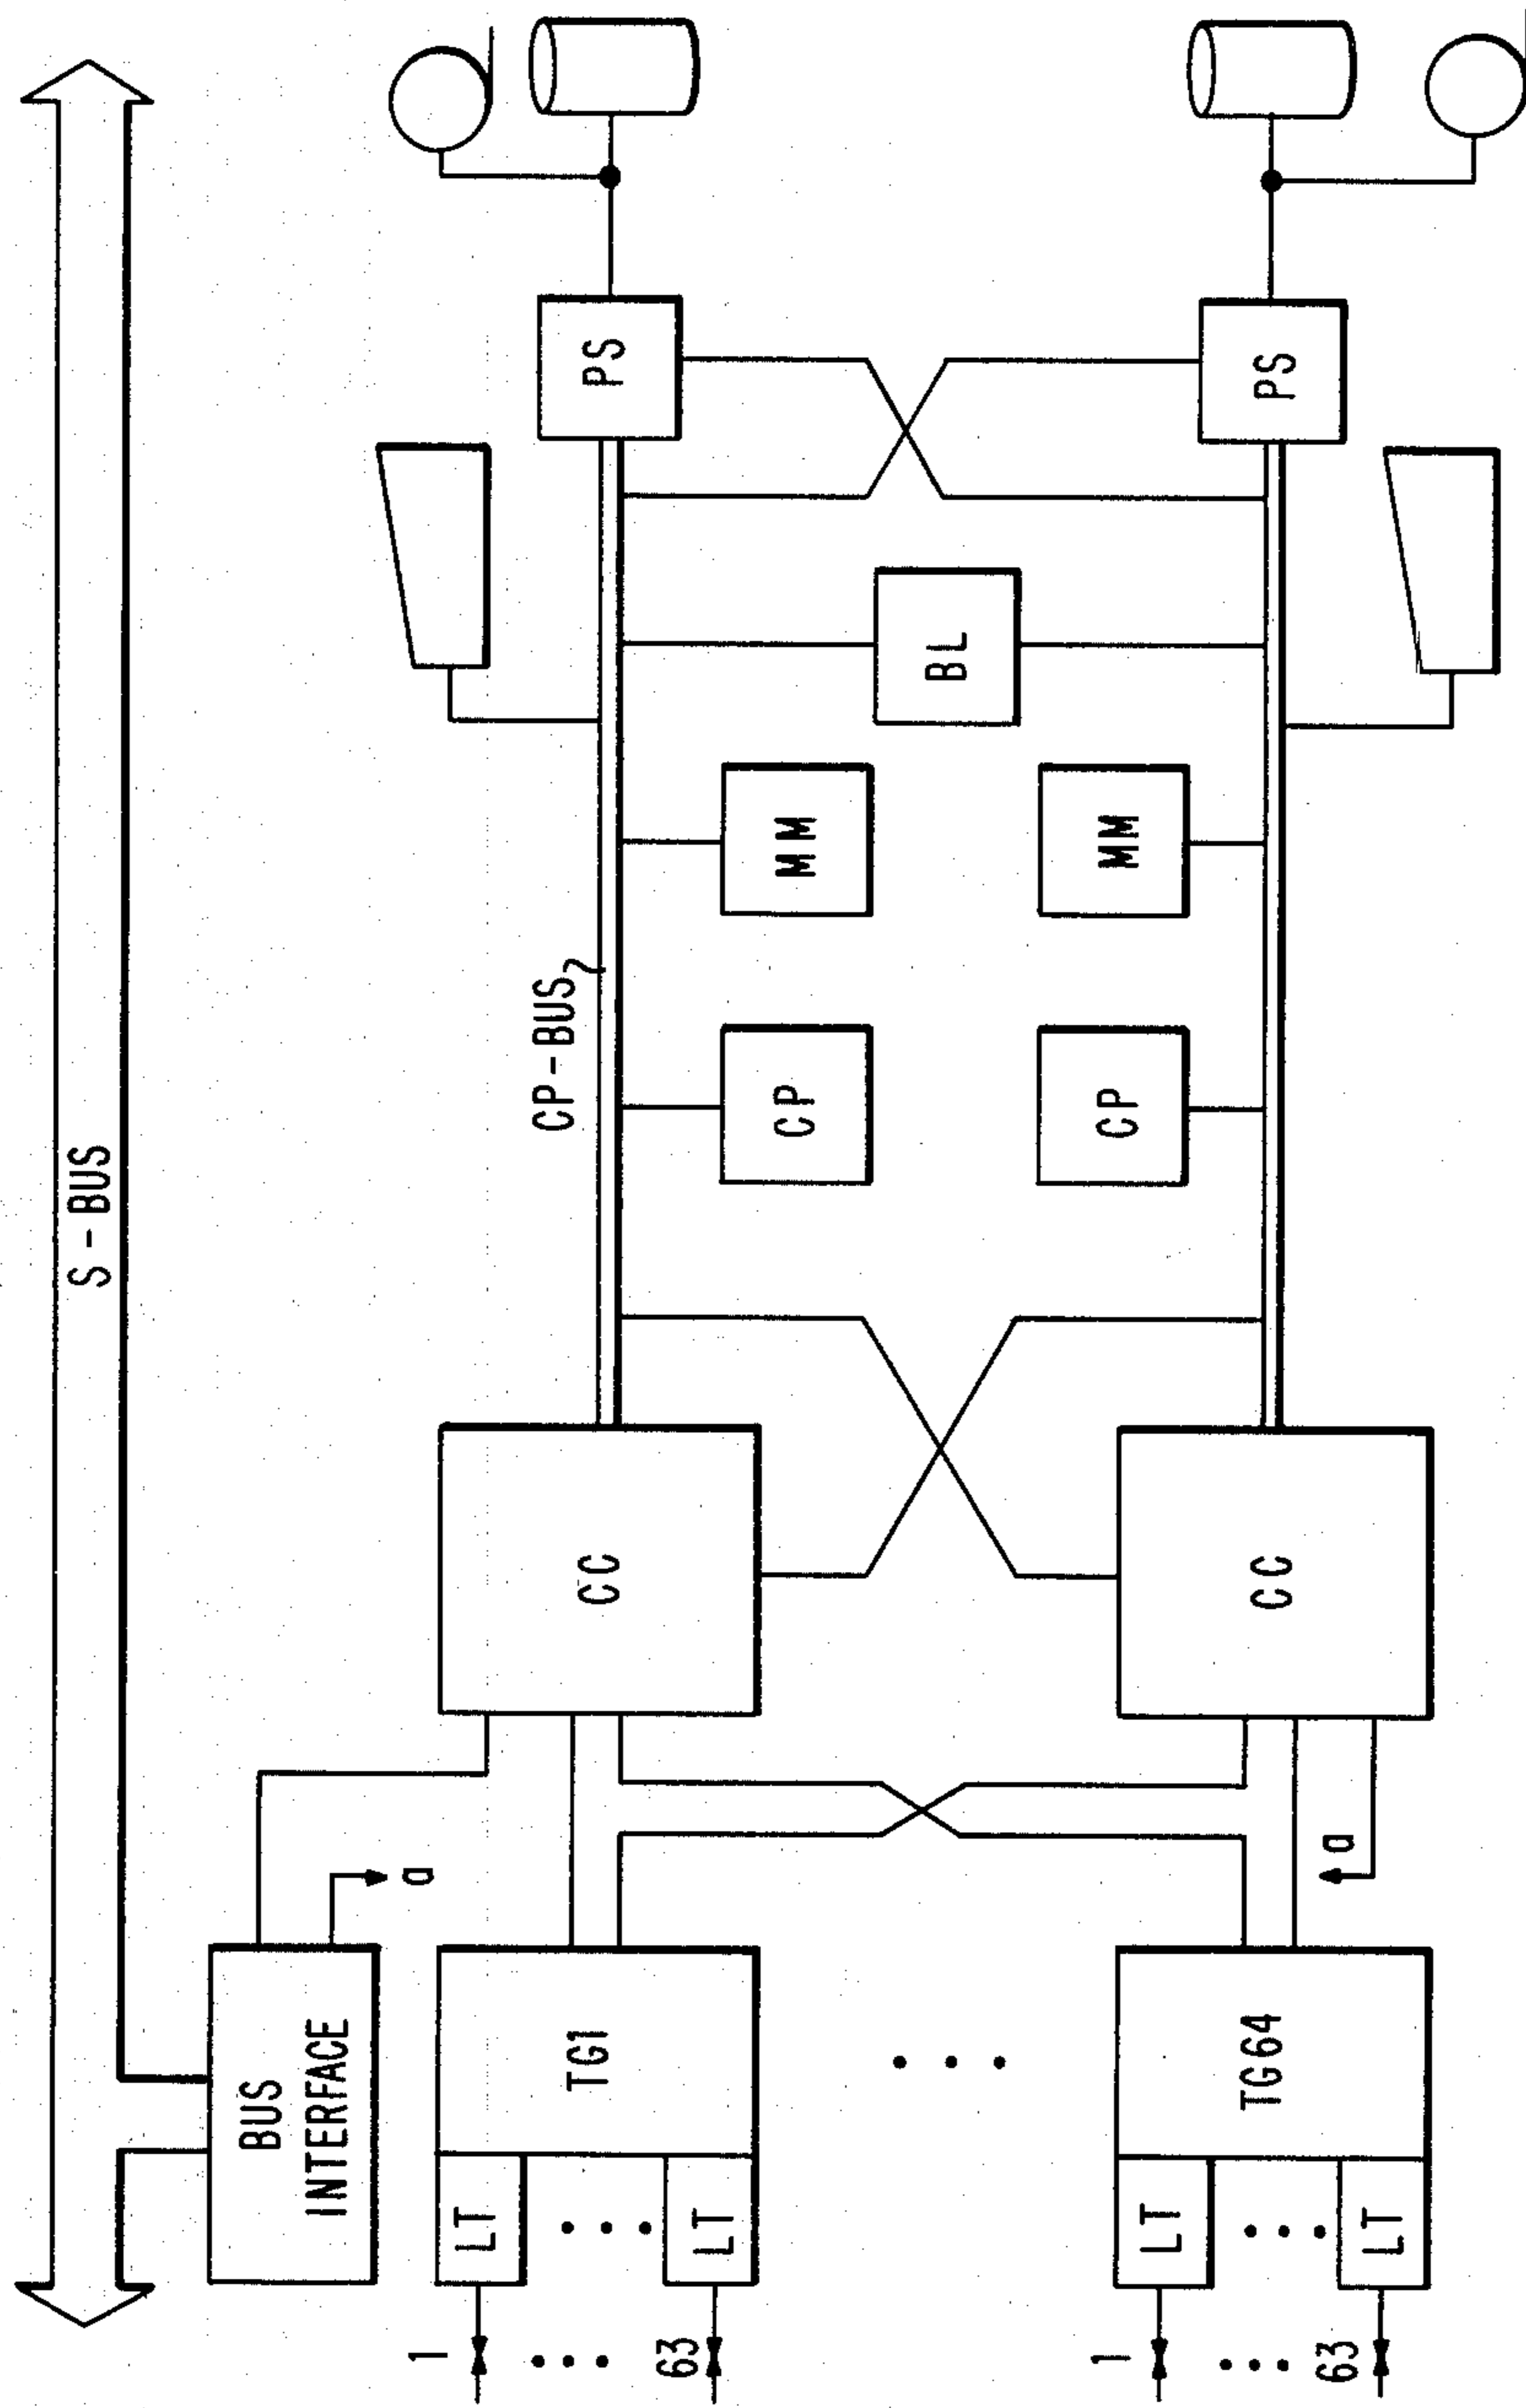 S-BUS
BUS
INTERFACE
a
CP-BUS
1
63
LT
LT
TG1
CC
CP
MM
BL
PS
1
63
LT
LT
TG64
a
CC
CP
MM
PS